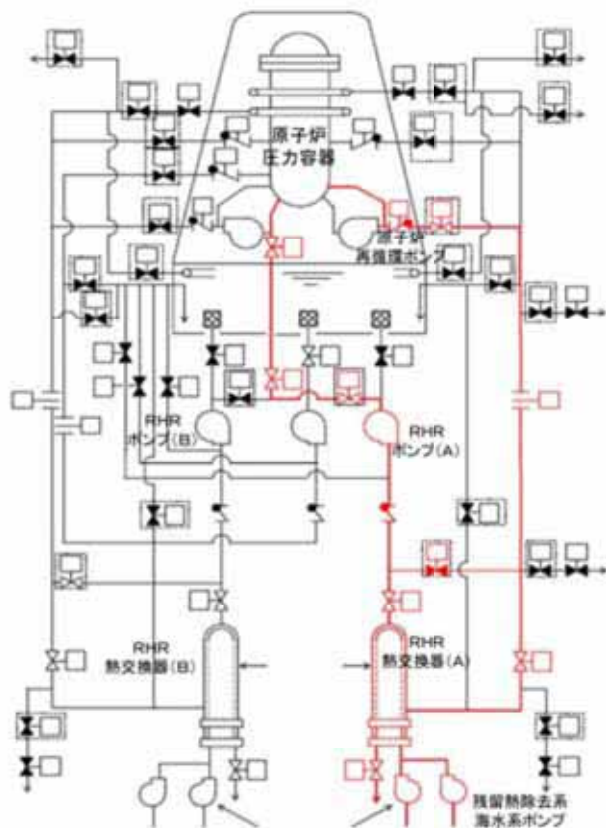 原子炉
圧力容器
原子炉
再循環ポンプ
RHR
ポンプ(B)
RHR
ポンプ(A)
RHR
熱交換器(B)
RHR
熱交換器(A)
残留熱除去系
海水系ポンプ